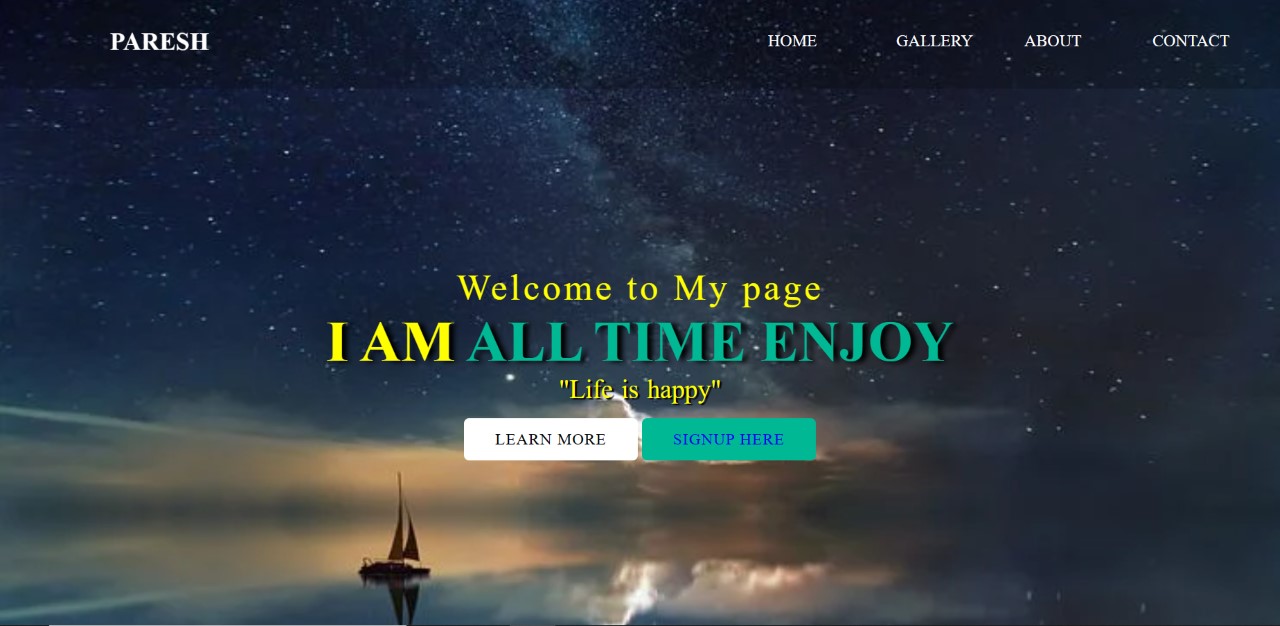 PARESH HOME GALLERY ABOUT CONTACT
Welcome to My page
I AM ALL TIME ENJOY
"Life is happy"
LEARN MORE SIGNUP HERE